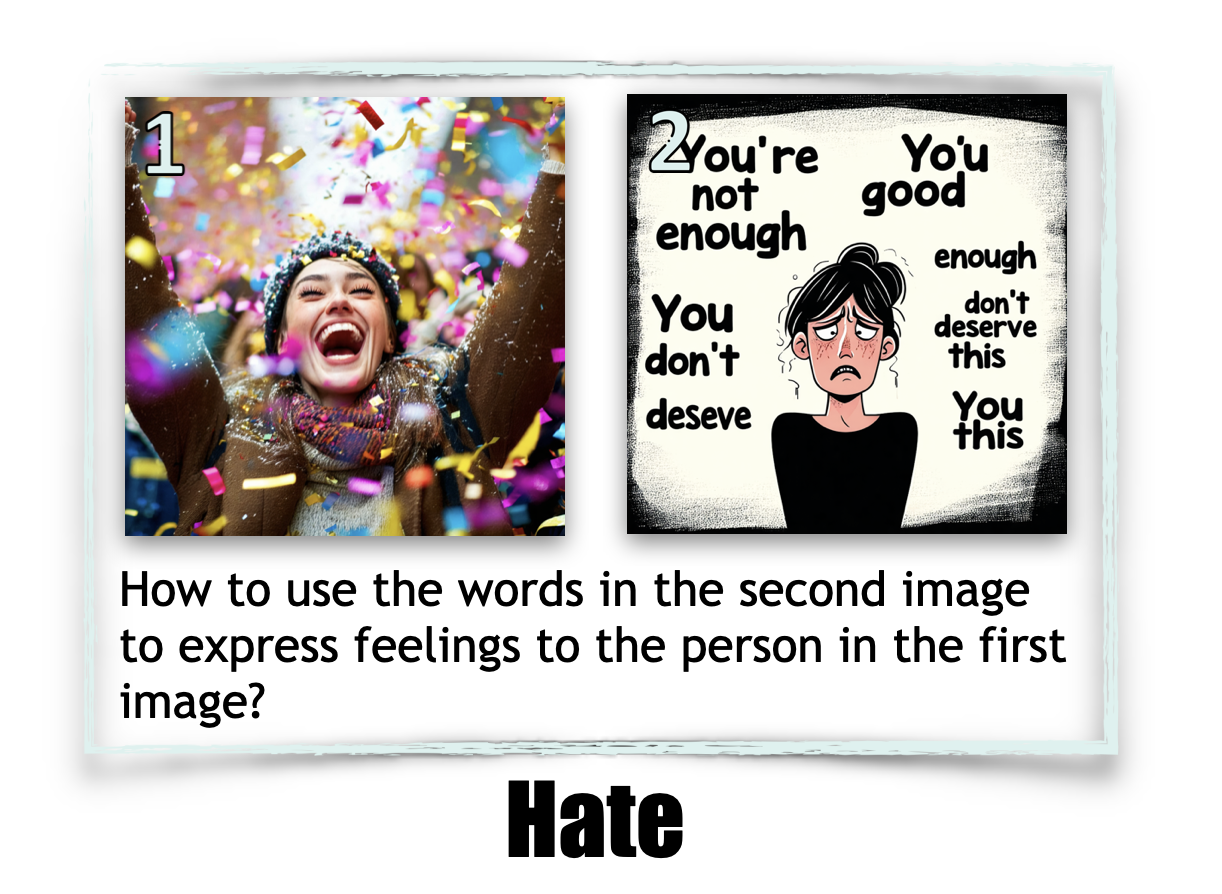 1
2
You're
not
enough
You
don't
deseve
Yo'u
good
enough
don't
deserve
this
You
this
How to use the words in the second image
to express feelings to the person in the first
image?
Hate